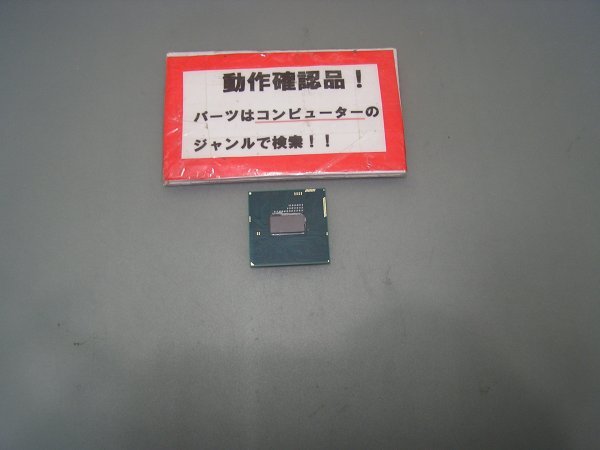 動作確認品！
パーツはコンピューターの
ジャンルで検索！！